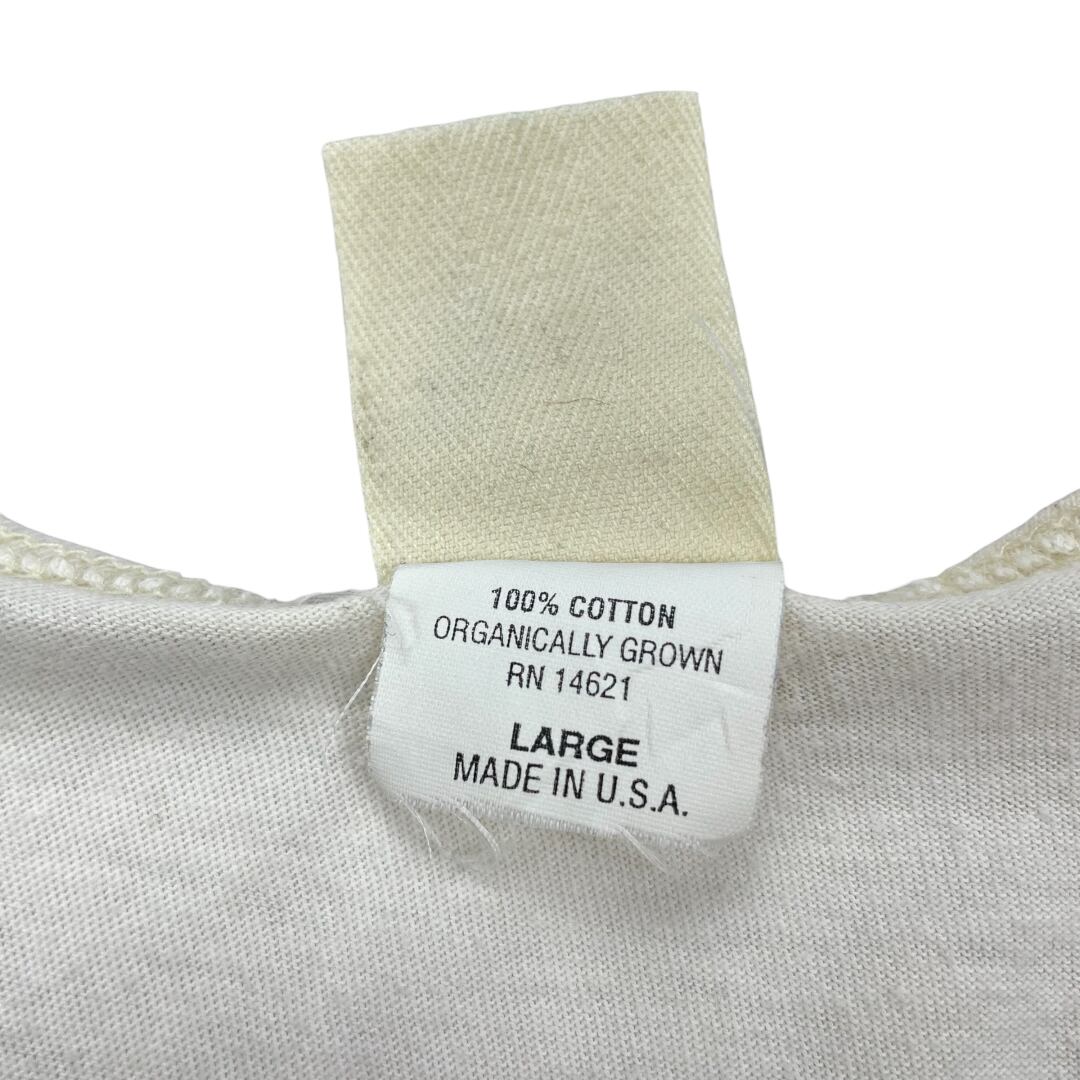 100% COTTON
ORGANICALLY GROWN
RN 14621
LARGE
MADE IN U.S.A.